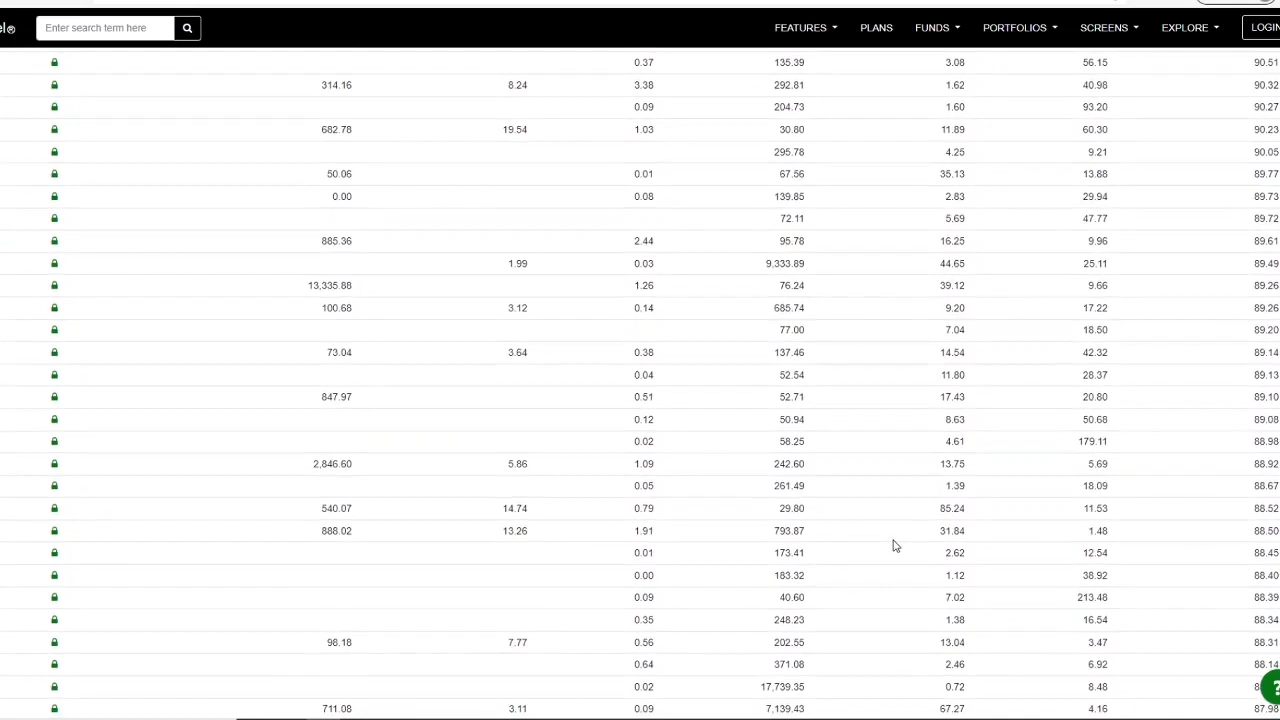 el® Enter search term here FEATURES PLANS FUNDS PORTFOLIOS SCREENS EXPLORE LOGIN
0.37 135.39 3.08 56.15 90.51
314.16 8.24 3.38 292.81 1.62 40.98 90.32
0.09 204.73 1.60 93.20 90.27
682.78 19.54 1.03 30.80 11.89 60.30 90.23
295.78 4.25 9.21 90.05
50.06 0.01 67.56 35.13 13.88 89.77
0.00 0.08 139.85 2.83 29.94 89.73
72.11 5.69 47.77 89.72
885.36 2.44 95.78 16.25 9.96 89.61
1.99 0.03 9,333.89 44.65 25.11 89.49
13,335.88 1.26 76.24 39.12 9.66 89.26
100.68 3.12 0.14 685.74 9.20 17.22 89.26
77.00 7.04 18.50 89.20
73.04 3.64 0.38 137.46 14.54 42.32 89.14
0.04 52.54 11.80 28.37 89.13
847.97 0.51 52.71 17.43 20.80 89.10
0.12 50.94 8.63 50.68 89.08
0.02 58.25 4.61 179.11 88.98
2,846.60 5.86 1.09 242.60 13.75 5.69 88.92
0.05 261.49 1.39 18.09 88.67
540.07 14.74 0.79 29.80 85.24 11.53 88.52
888.02 13.26 1.91 793.87 31.84 1.48 88.50
0.01 173.41 2.62 12.54 88.45
0.00 183.32 1.12 38.92 88.40
0.09 40.60 7.02 213.48 88.39
0.35 248.23 1.38 16.54 88.34
98.18 7.77 0.56 202.55 13.04 3.47 88.31
0.64 371.08 2.46 6.92 88.14
0.02 17,739.35 0.72 8.48
711.08 3.11 0.09 7,139.43 67.27 4.16 87.98